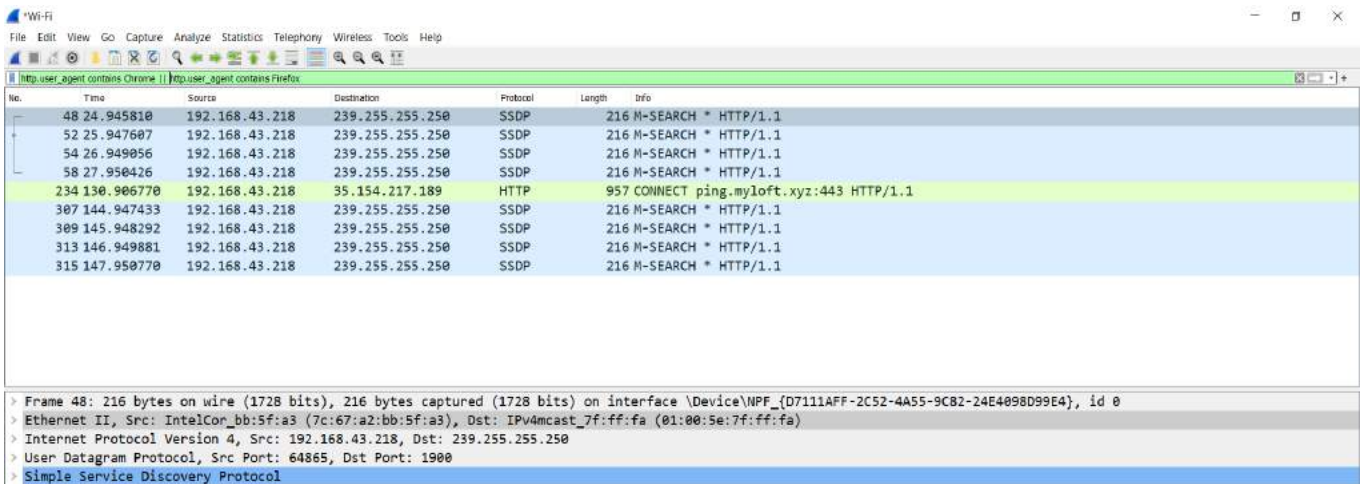 *Wi-Fi
File Edit View Go Capture Analyze Statistics Telephony Wireless Tools Help
http.user_agent contains Chrome || http.user_agent contains Firefox
No. Time Source Destination Protocol Length Info
48 24.945810 192.168.43.218 239.255.255.250 SSDP 216 M-SEARCH * HTTP/1.1
52 25.947607 192.168.43.218 239.255.255.250 SSDP 216 M-SEARCH * HTTP/1.1
54 26.949056 192.168.43.218 239.255.255.250 SSDP 216 M-SEARCH * HTTP/1.1
58 27.950426 192.168.43.218 239.255.255.250 SSDP 216 M-SEARCH * HTTP/1.1
234 130.906770 192.168.43.218 35.154.217.189 HTTP 957 CONNECT ping.myloft.xyz:443 HTTP/1.1
307 144.947433 192.168.43.218 239.255.255.250 SSDP 216 M-SEARCH * HTTP/1.1
309 145.948292 192.168.43.218 239.255.255.250 SSDP 216 M-SEARCH * HTTP/1.1
313 146.949881 192.168.43.218 239.255.255.250 SSDP 216 M-SEARCH * HTTP/1.1
315 147.950770 192.168.43.218 239.255.255.250 SSDP 216 M-SEARCH * HTTP/1.1
Frame 48: 216 bytes on wire (1728 bits), 216 bytes captured (1728 bits) on interface \Device\NPF_{D7111AFF-2C52-4A55-9CB2-24E4098D99E4}, id 0
Ethernet II, Src: IntelCor_bb:5f:a3 (7c:67:a2:bb:5f:a3), Dst: IPv4mcast_7f:ff:fa (01:00:5e:7f:ff:fa)
Internet Protocol Version 4, Src: 192.168.43.218, Dst: 239.255.255.250
User Datagram Protocol, Src Port: 64865, Dst Port: 1900
Simple Service Discovery Protocol